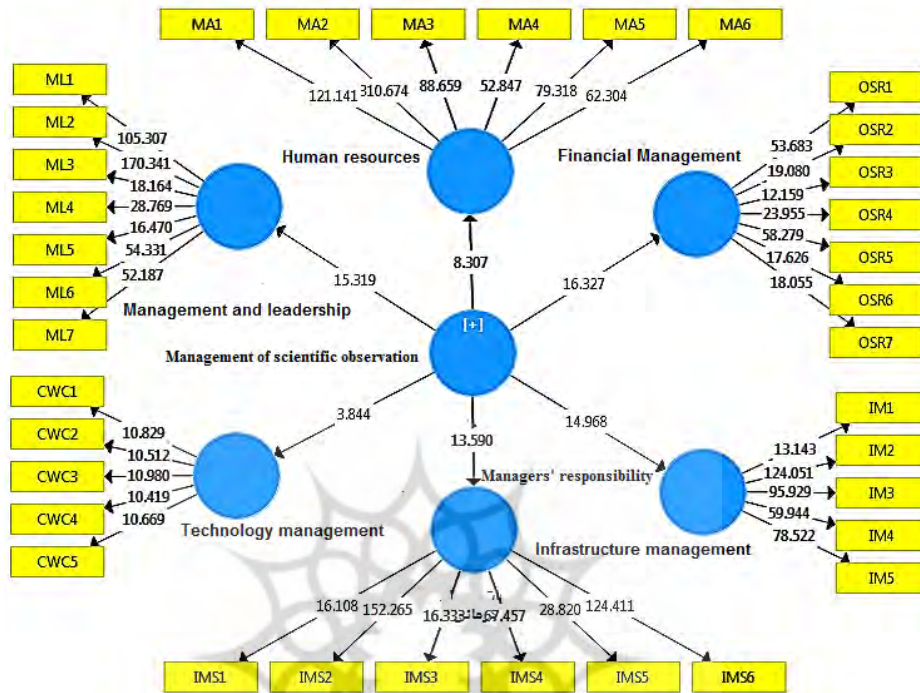 MA1 MA2 MA3 MA4 MA5 MA6
121.141 310.674 88.659 52.847 79.318 62.304
Human resources
ML1
ML2
ML3
ML4
ML5
ML6
ML7
105.307
170.341
18.164
28.769
16.470
54.331
52.187
Management and leadership
Financial Management
OSR1
OSR2
OSR3
OSR4
OSR5
OSR6
OSR7
53.683
19.080
12.159
23.955
58.279
17.626
18.055
15.319
8.307
16.327
[+]
Management of scientific observation
3.844
13.590
14.968
CWC1
CWC2
CWC3
CWC4
CWC5
10.829
10.512
10.980
10.419
10.669
Technology management
Managers' responsibility
Infrastructure management
IM1
IM2
IM3
IM4
IM5
13.143
124.051
95.929
59.944
78.522
16.108 152.265 16.333 67.457 28.820 124.411
IMS1 IMS2 IMS3 IMS4 IMS5 IMS6